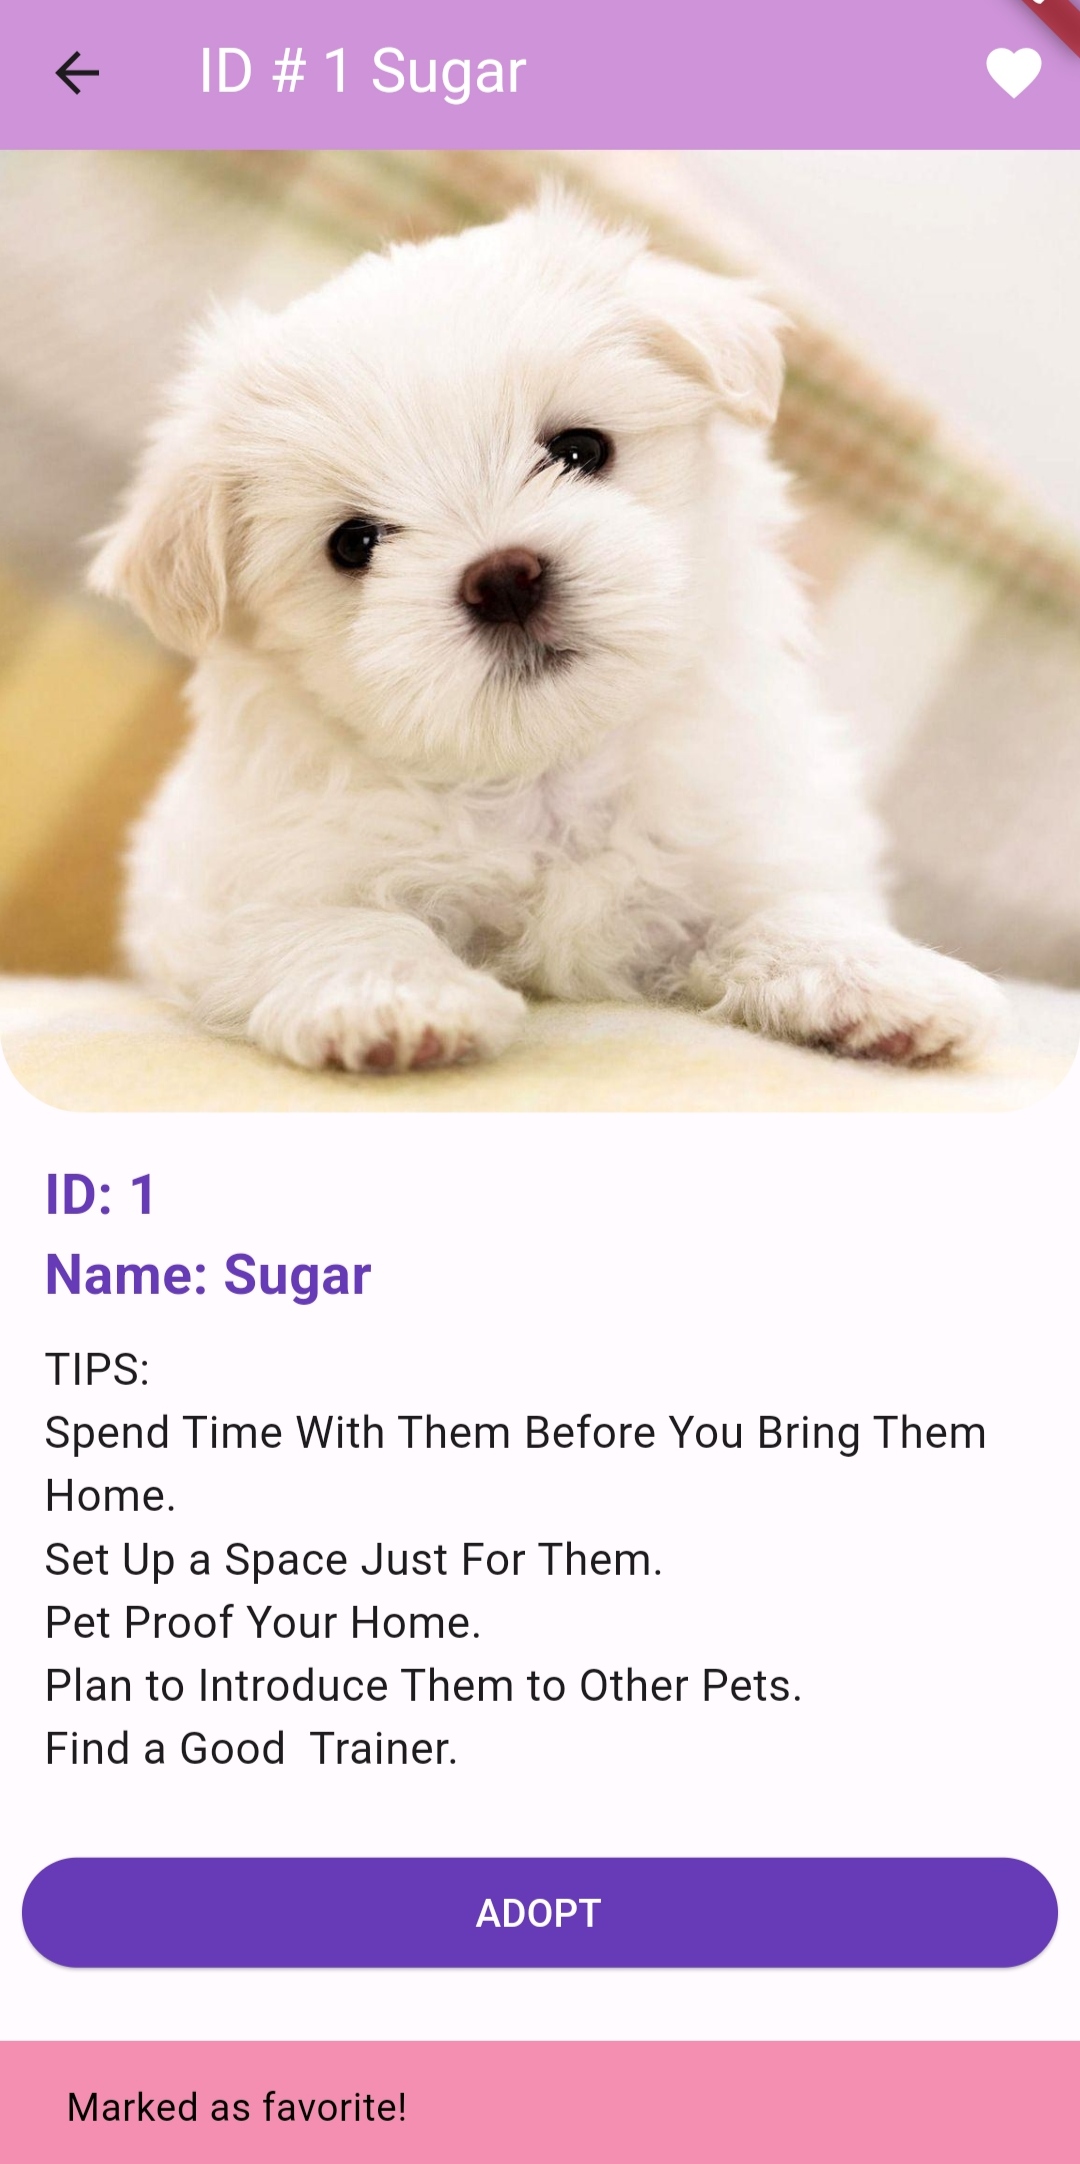 ID # 1 Sugar
ID: 1
Name: Sugar
TIPS:
Spend Time With Them Before You Bring Them
Home.
Set Up a Space Just For Them.
Pet Proof Your Home.
Plan to Introduce Them to Other Pets.
Find a Good  Trainer.
ADOPT
Marked as favorite!